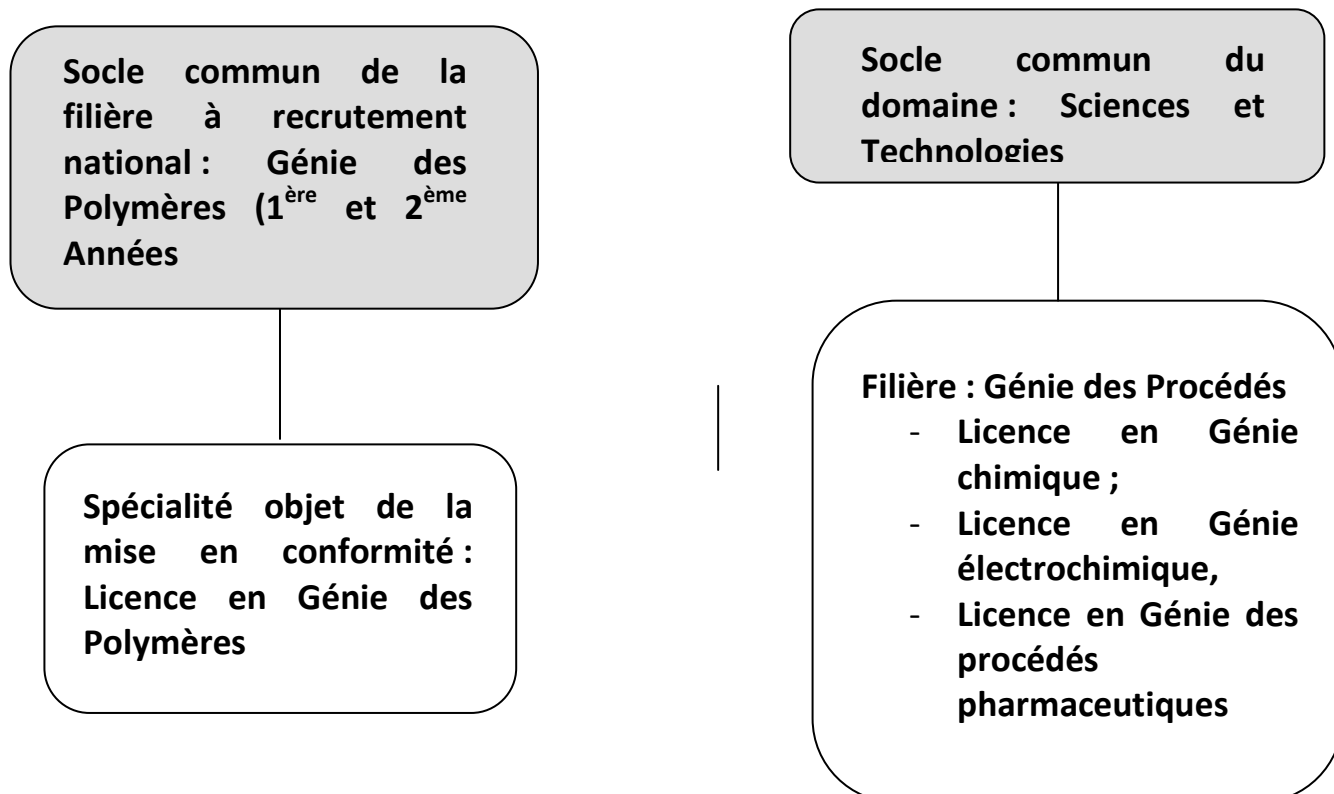 Socle commun de la
filière à recrutement
national : Génie des
Polymères (1ère et 2ème
Années
Spécialité objet de la
mise en conformité :
Licence en Génie des
Polymères
Socle commun du
domaine : Sciences et
Technologies
Filière : Génie des Procédés
- Licence en Génie
chimique ;
- Licence en Génie
électrochimique,
- Licence en Génie des
procédés
pharmaceutiques